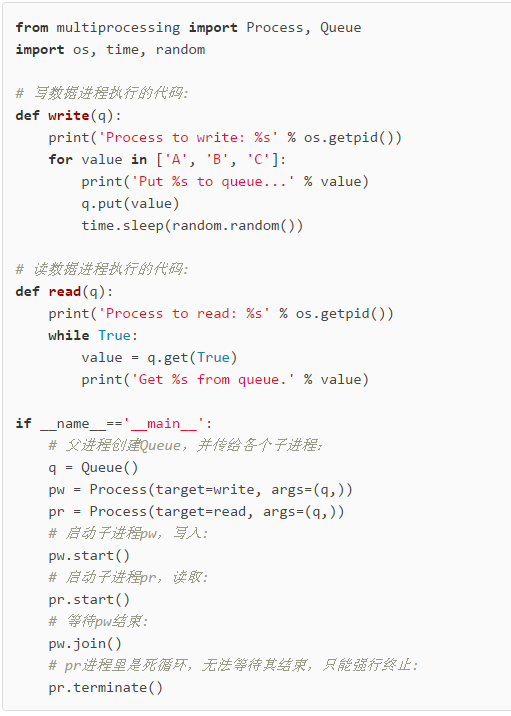 from multiprocessing import Process, Queue
import os, time, random

# 写数据进程执行的代码:
def write(q):
    print('Process to write: %s' % os.getpid())
    for value in ['A', 'B', 'C']:
        print('Put %s to queue...' % value)
        q.put(value)
        time.sleep(random.random())

# 读数据进程执行的代码:
def read(q):
    print('Process to read: %s' % os.getpid())
    while True:
        value = q.get(True)
        print('Get %s from queue.' % value)

if __name__=='__main__':
    # 父进程创建Queue，并传给各个子进程：
    q = Queue()
    pw = Process(target=write, args=(q,))
    pr = Process(target=read, args=(q,))
    # 启动子进程pw，写入:
    pw.start()
    # 启动子进程pr，读取:
    pr.start()
    # 等待pw结束:
    pw.join()
    # pr进程里是死循环，无法等待其结束，只能强行终止:
    pr.terminate()